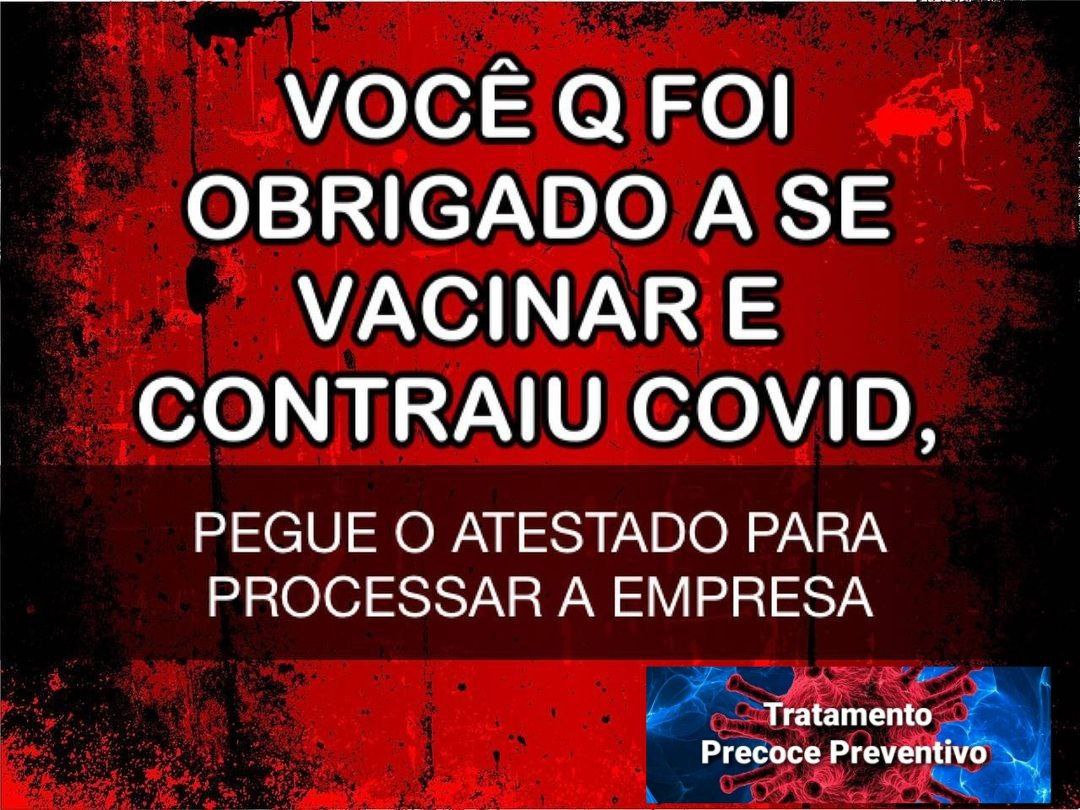 VOCÊ Q FOI
OBRIGADO A SE
VACINAR E
CONTRAIU COVID,
PEGUE O ATESTADO PARA
PROCESSAR A EMPRESA
Tratamento
Precoce Preventivo